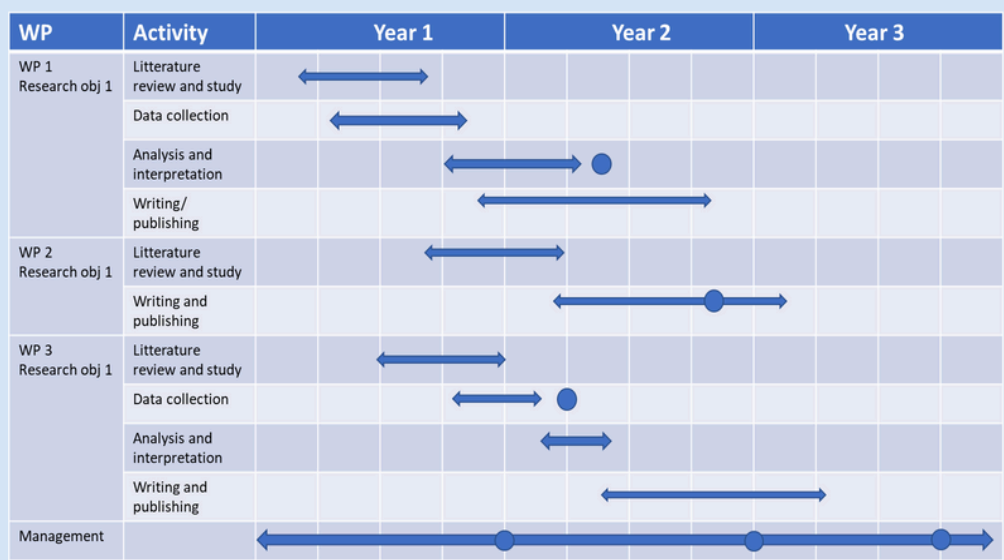 WP Activity Year 1 Year 2 Year 3
WP 1
Research obj 1
Litterature
review and study
Data collection
Analysis and
interpretation
Writing/
publishing
WP 2
Research obj 1
Litterature
review and study
Writing and
publishing
WP 3
Research obj 1
Litterature
review and study
Data collection
Analysis and
interpretation
Writing and
publishing
Management